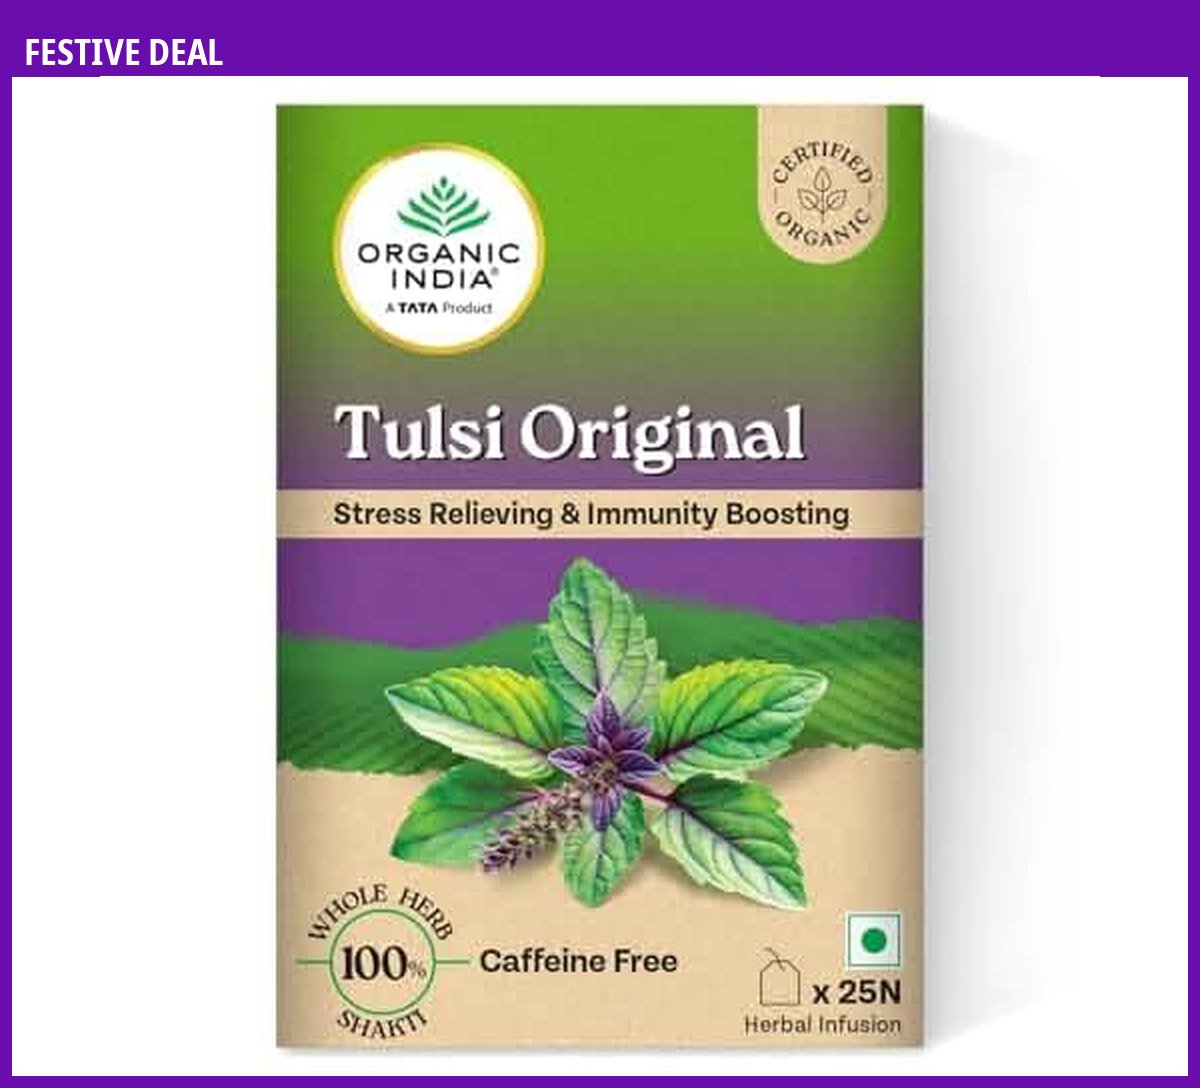 FESTIVE DEAL
CERTIFIED
ORGANIC
ORGANIC
INDIA®
A TATA Product
Tulsi Original
Stress Relieving & Immunity Boosting
WHOLE HERB
100%
SHAKTI
Caffeine Free
x 25N
Herbal Infusion